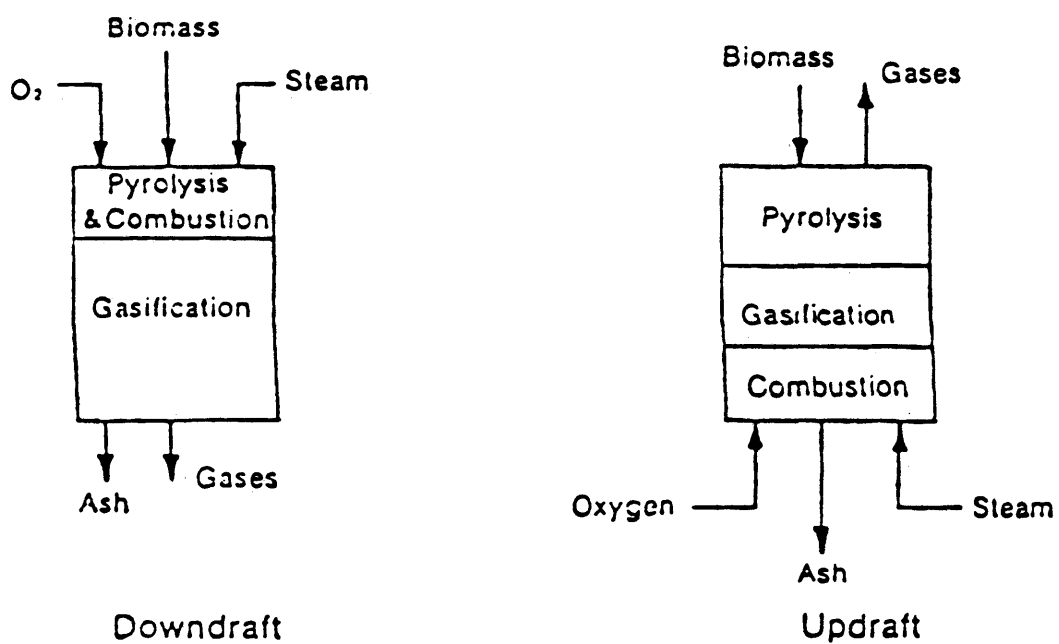 Biomass
O₂
Steam
Pyrolysis
& Combustion
Gasification
Ash
Gases
Downdraft
Biomass
Gases
Pyrolysis
Gasification
Combustion
Oxygen
Steam
Ash
Updraft